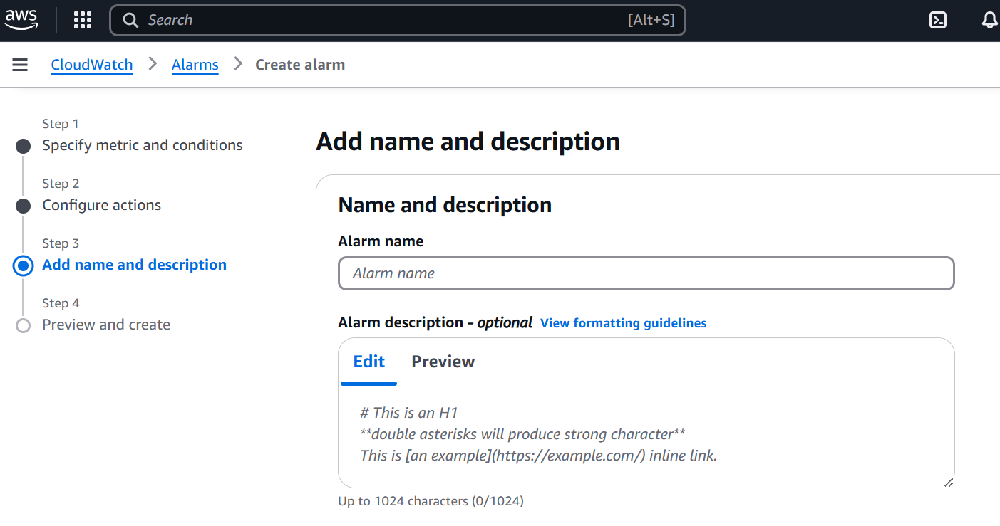 aws
Search [Alt+S]
CloudWatch Alarms Create alarm
Step 1
Specify metric and conditions
Step 2
Configure actions
Step 3
Add name and description
Step 4
Preview and create
Add name and description
Name and description
Alarm name
Alarm name
Alarm description - optional View formatting guidelines
Edit Preview
# This is an H1
**double asterisks will produce strong character**
This is [an example](https://example.com/) inline link.
Up to 1024 characters (0/1024)